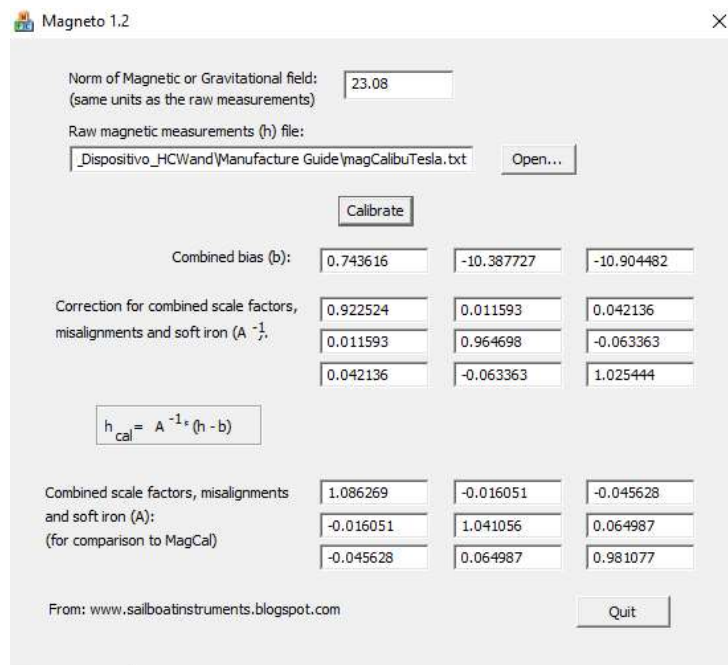 Magneto 1.2
Norm of Magnetic or Gravitational field:
(same units as the raw measurements)
23.08
Raw magnetic measurements (h) file:
_Dispositivo_HCWand\Manufacture Guide\magCalibuTesla.txt
Open...
Calibrate
Combined bias (b):
0.743616 -10.387727 -10.904482
Correction for combined scale factors,
misalignments and soft iron (A -1):
0.922524 0.011593 0.042136
0.011593 0.964698 -0.063363
0.042136 -0.063363 1.025444
h cal = A -1 * (h - b)
Combined scale factors, misalignments
and soft iron (A):
(for comparison to MagCal)
1.086269 -0.016051 -0.045628
-0.016051 1.041056 0.064987
-0.045628 0.064987 0.981077
From: www.sailboatinstruments.blogspot.com
Quit